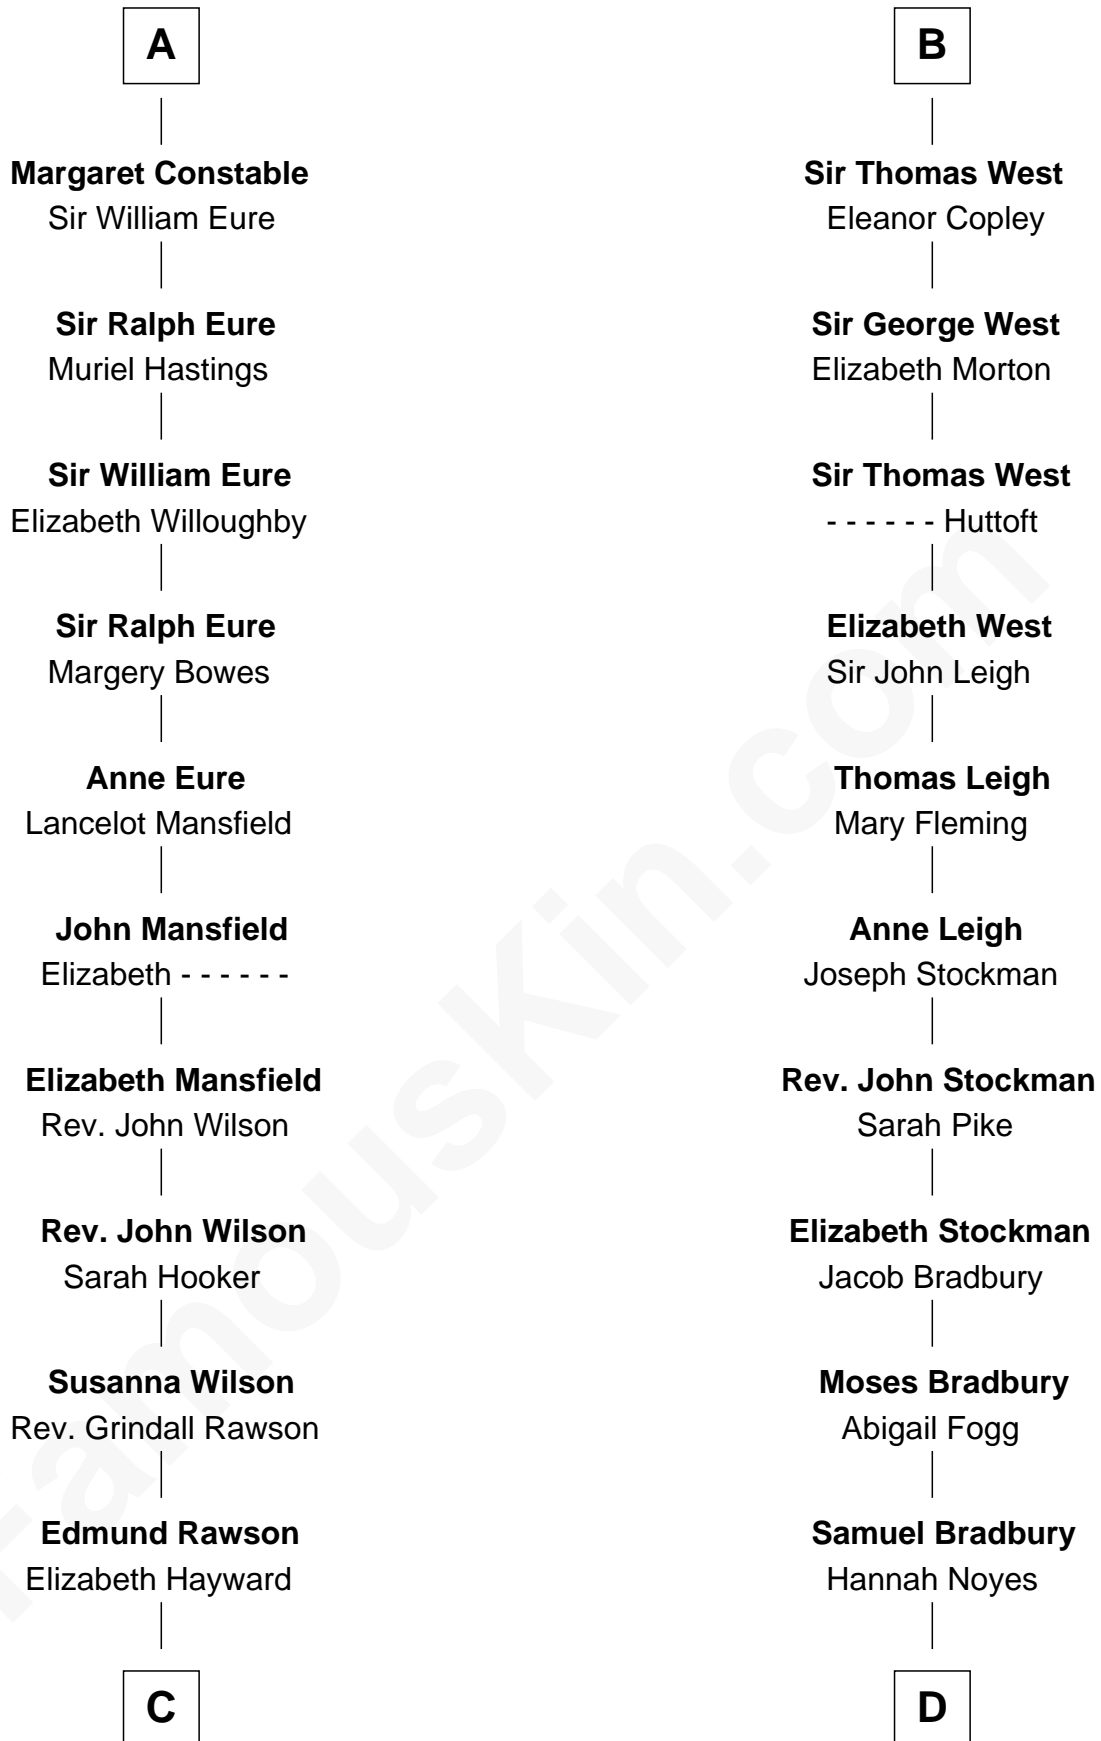 A
Margaret Constable
Sir William Eure
Sir Ralph Eure
Muriel Hastings
Sir William Eure
Elizabeth Willoughby
Sir Ralph Eure
Margery Bowes
Anne Eure
Lancelot Mansfield
John Mansfield
Elizabeth - - - - - -
Elizabeth Mansfield
Rev. John Wilson
Rev. John Wilson
Sarah Hooker
Susanna Wilson
Rev. Grindall Rawson
Edmund Rawson
Elizabeth Hayward
C
B
Sir Thomas West
Eleanor Copley
Sir George West
Elizabeth Morton
Sir Thomas West
- - - - - - Huttoft
Elizabeth West
Sir John Leigh
Thomas Leigh
Mary Fleming
Anne Leigh
Joseph Stockman
Rev. John Stockman
Sarah Pike
Elizabeth Stockman
Jacob Bradbury
Moses Bradbury
Abigail Fogg
Samuel Bradbury
Hannah Noyes
D
FamousKin.com